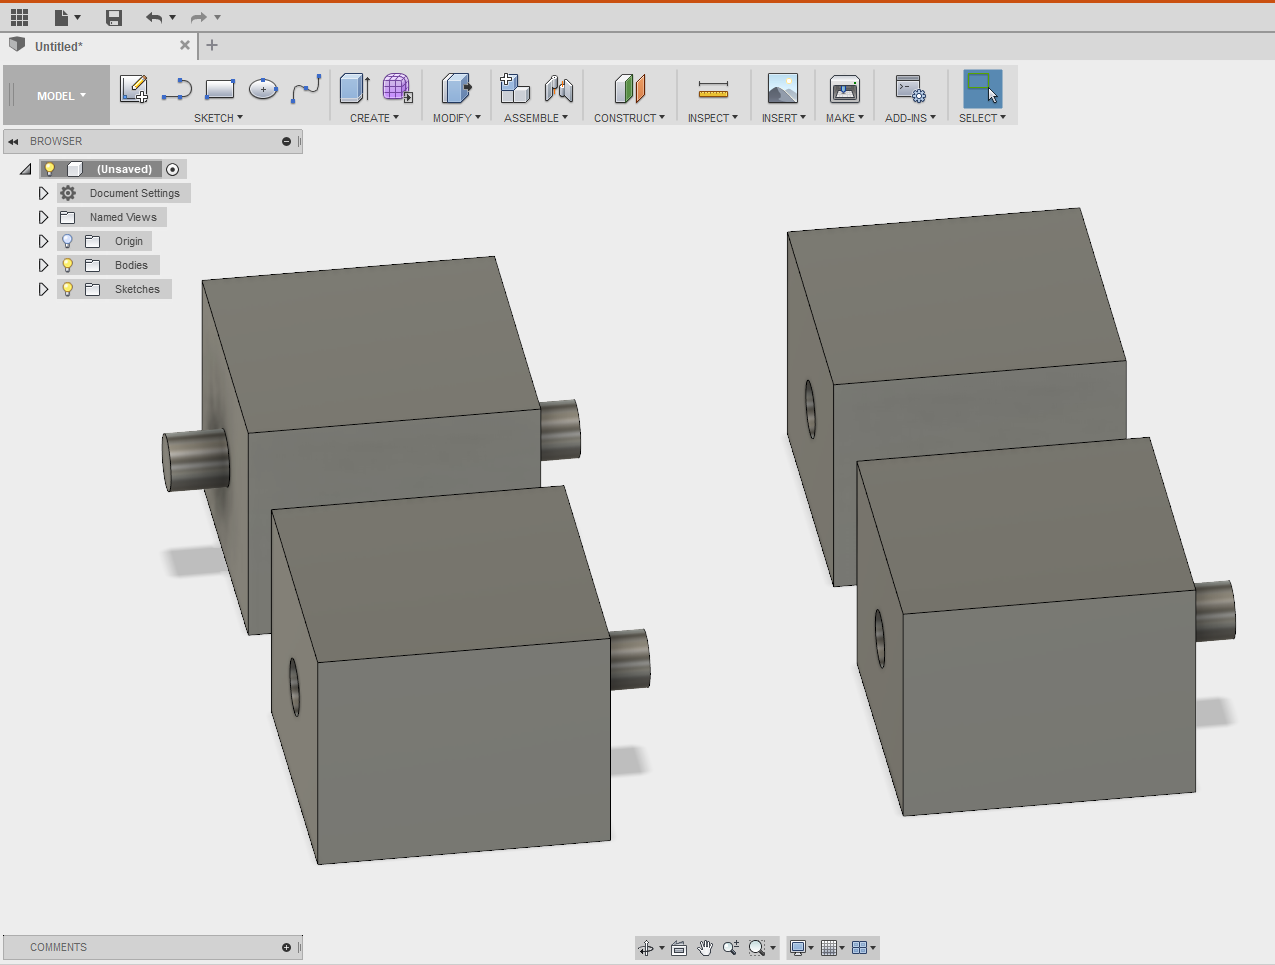 Untitled*
MODEL
SKETCH
CREATE
MODIFY
ASSEMBLE
CONSTRUCT
INSPECT
INSERT
MAKE
ADD-INS
SELECT
BROWSER
(Unsaved)
Document Settings
Named Views
Origin
Bodies
Sketches
COMMENTS